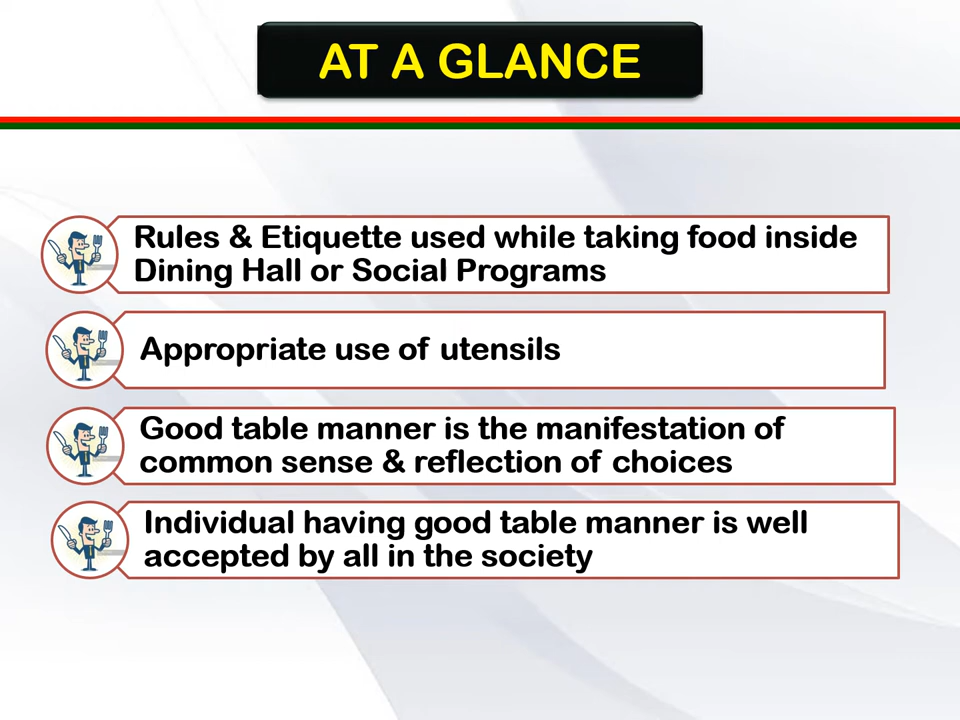 AT A GLANCE
Rules & Etiquette used while taking food inside
Dining Hall or Social Programs
Appropriate use of utensils
Good table manner is the manifestation of
common sense & reflection of choices
Individual having good table manner is well
accepted by all in the society